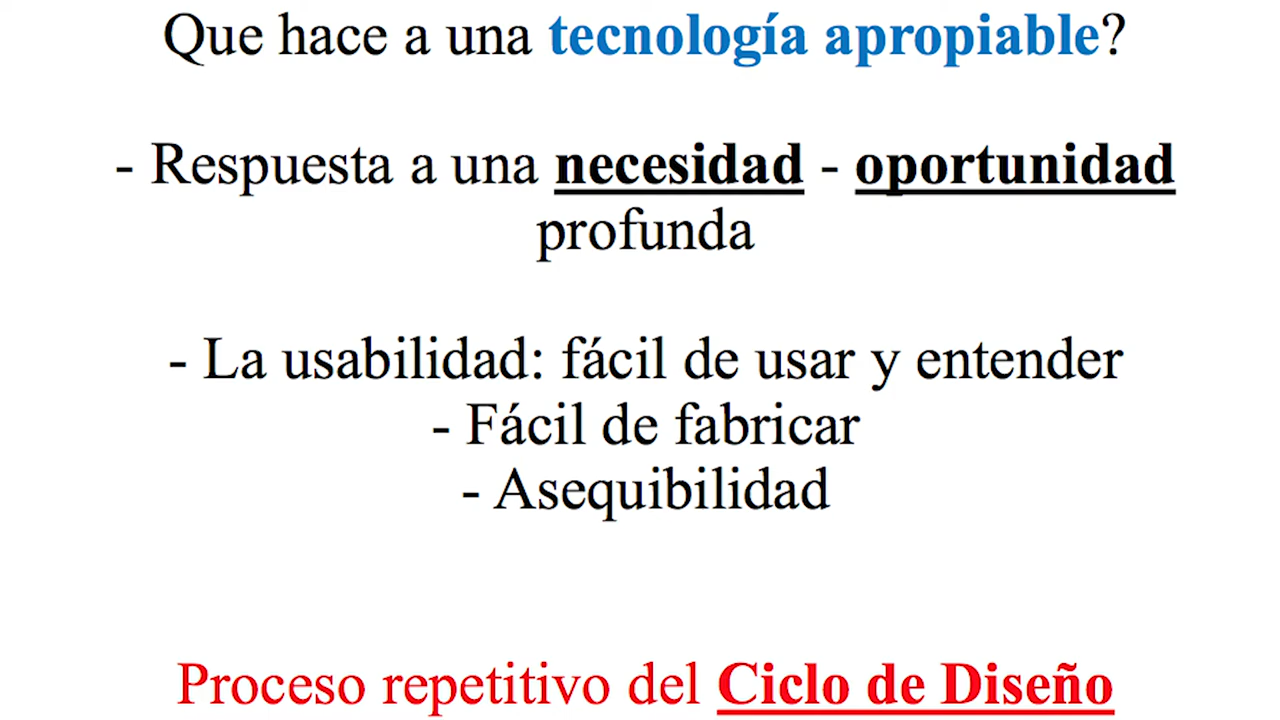 Que hace a una tecnología apropiable?
- Respuesta a una necesidad - oportunidad
profunda
- La usabilidad: fácil de usar y entender
- Fácil de fabricar
- Asequibilidad
Proceso repetitivo del Ciclo de Diseño